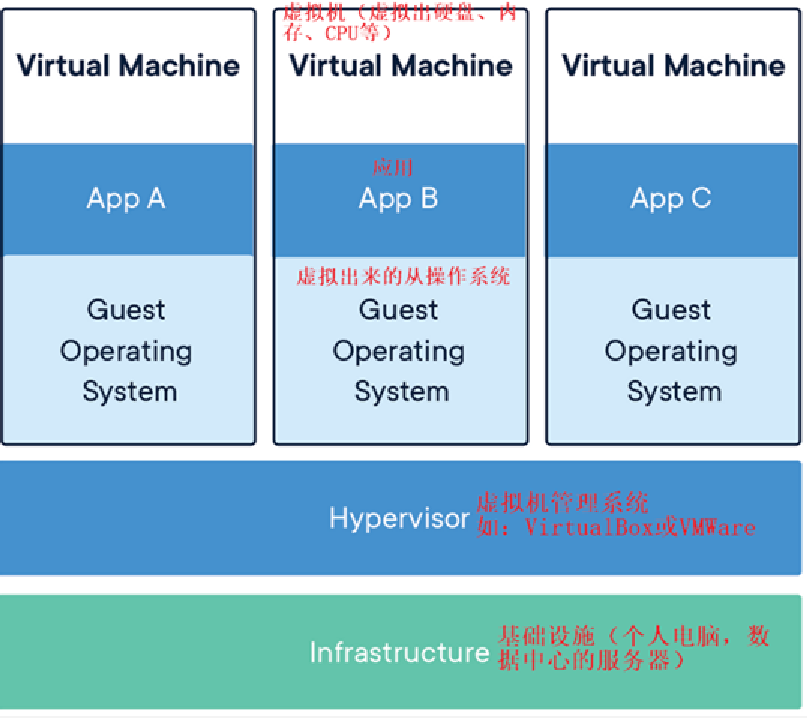 虚拟机（虚拟出硬盘、内
存、CPU等）
Virtual Machine
Virtual Machine
Virtual Machine
应用
App A
App B
App C
虚拟出来的从操作系统
Guest
Operating
System
Guest
Operating
System
Guest
Operating
System
Hypervisor
虚拟机管理系统
如：VirtualBox或VMWare
Infrastructure
基础设施（个人电脑，数
据中心的服务器）